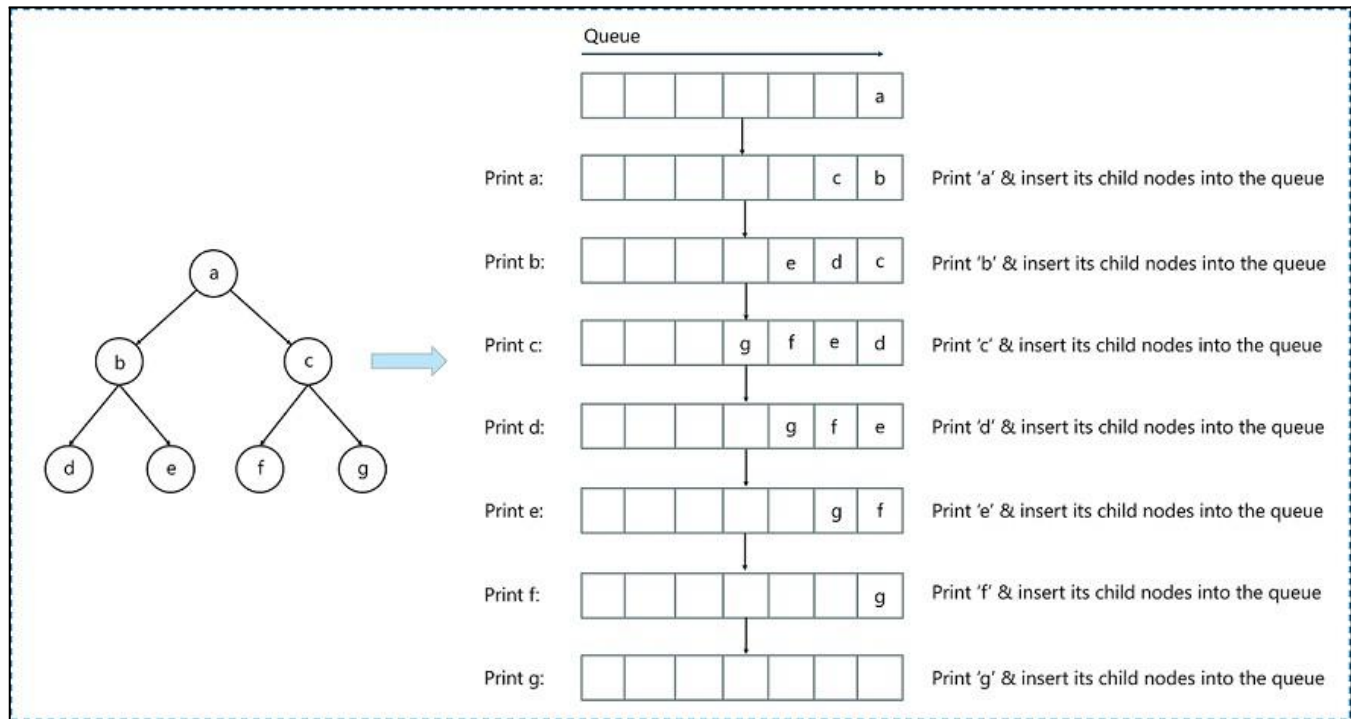 Queue
a
Print a: c b Print 'a' & insert its child nodes into the queue
Print b: e d c Print 'b' & insert its child nodes into the queue
Print c: g f e d Print 'c' & insert its child nodes into the queue
Print d: g f e Print 'd' & insert its child nodes into the queue
Print e: g f Print 'e' & insert its child nodes into the queue
Print f: g Print 'f' & insert its child nodes into the queue
Print g: Print 'g' & insert its child nodes into the queue
a
b c
d e f g